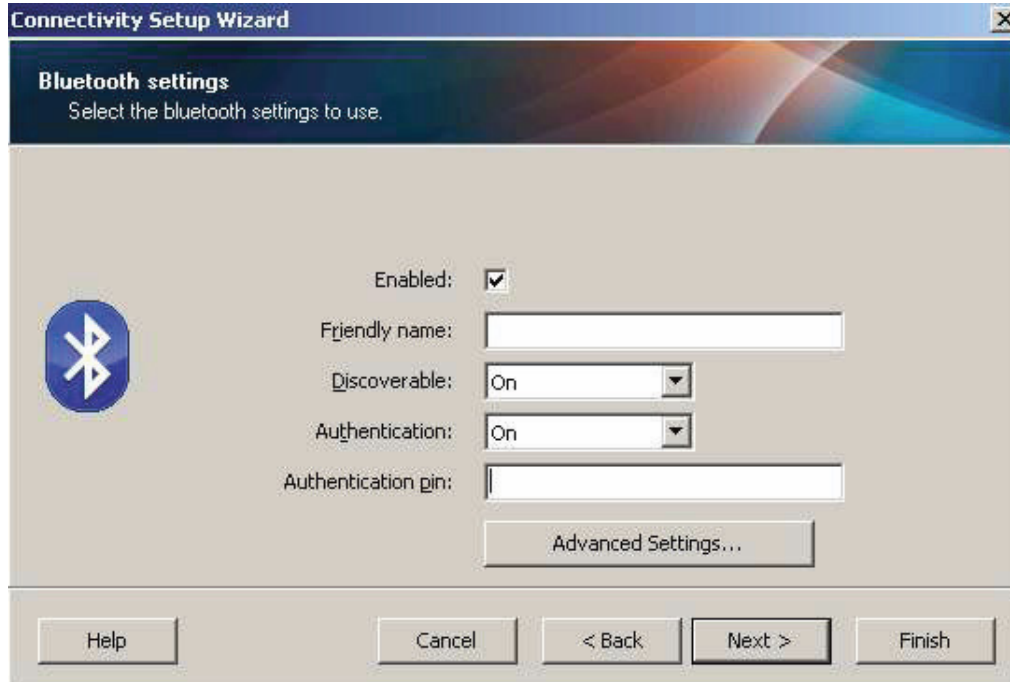 Connectivity Setup Wizard
Bluetooth settings
Select the bluetooth settings to use.
Enabled:
Friendly name:
Discoverable: On
Authentication: On
Authentication pin:
Advanced Settings...
Help Cancel < Back Next > Finish